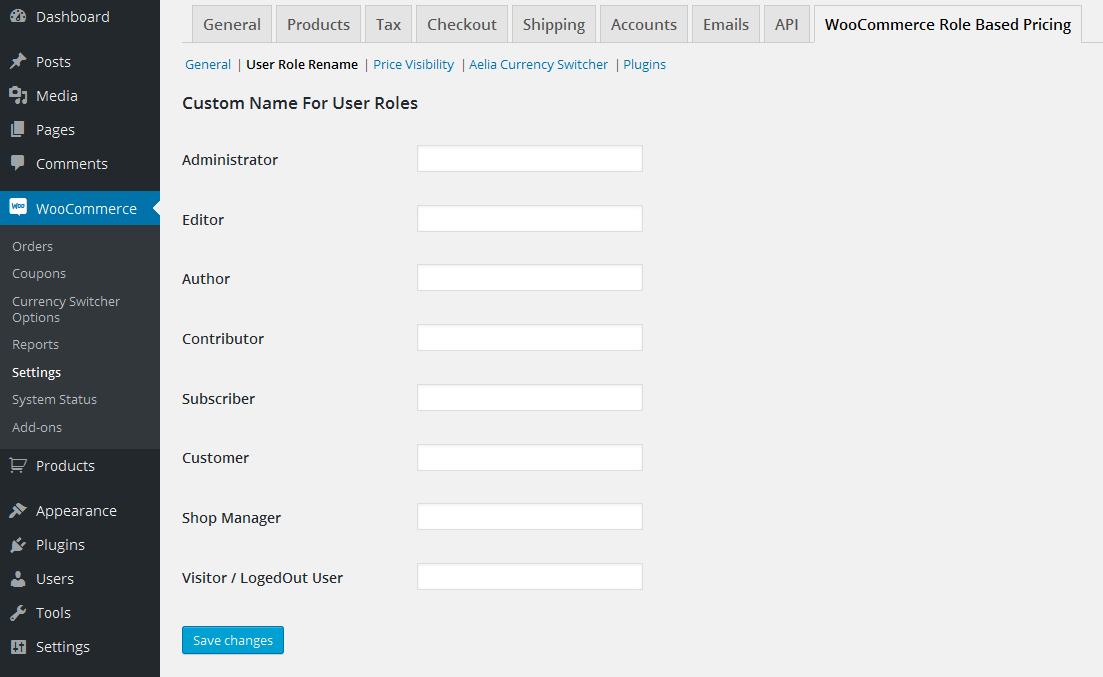 Dashboard
Posts
Media
Pages
Comments
Woo WooCommerce
Orders
Coupons
Currency Switcher
Options
Reports
Settings
System Status
Add-ons
Products
Appearance
Plugins
Users
Tools
Settings
General Products Tax Checkout Shipping Accounts Emails API WooCommerce Role Based Pricing
General | User Role Rename | Price Visibility | Aelia Currency Switcher | Plugins
Custom Name For User Roles
Administrator
Editor
Author
Contributor
Subscriber
Customer
Shop Manager
Visitor / LogedOut User
Save changes